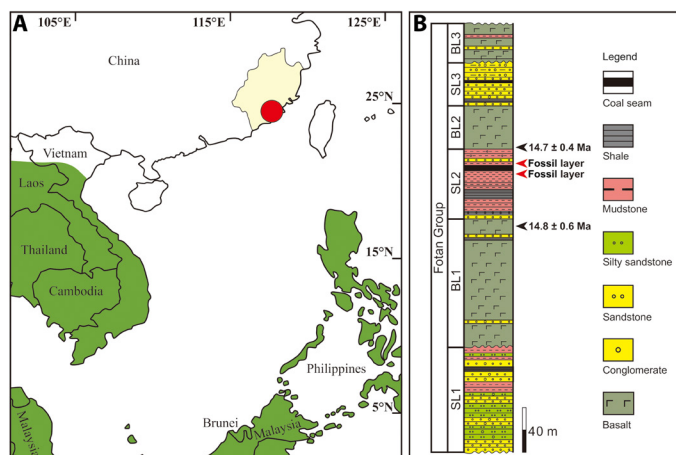 A
105°E
115°E
125°E
China
25°N
Vietnam
Laos
Thailand
15°N
Cambodia
Philippines
Brunei
5°N
Malaysia
Malaysia
B
Fotan Group
BL3
SL3
BL2
SL2
BL1
SL1
14.7 ± 0.4 Ma
Fossil layer
Fossil layer
14.8 ± 0.6 Ma
40 m
Legend
Coal seam
Shale
Mudstone
Silty sandstone
Sandstone
Conglomerate
Basalt